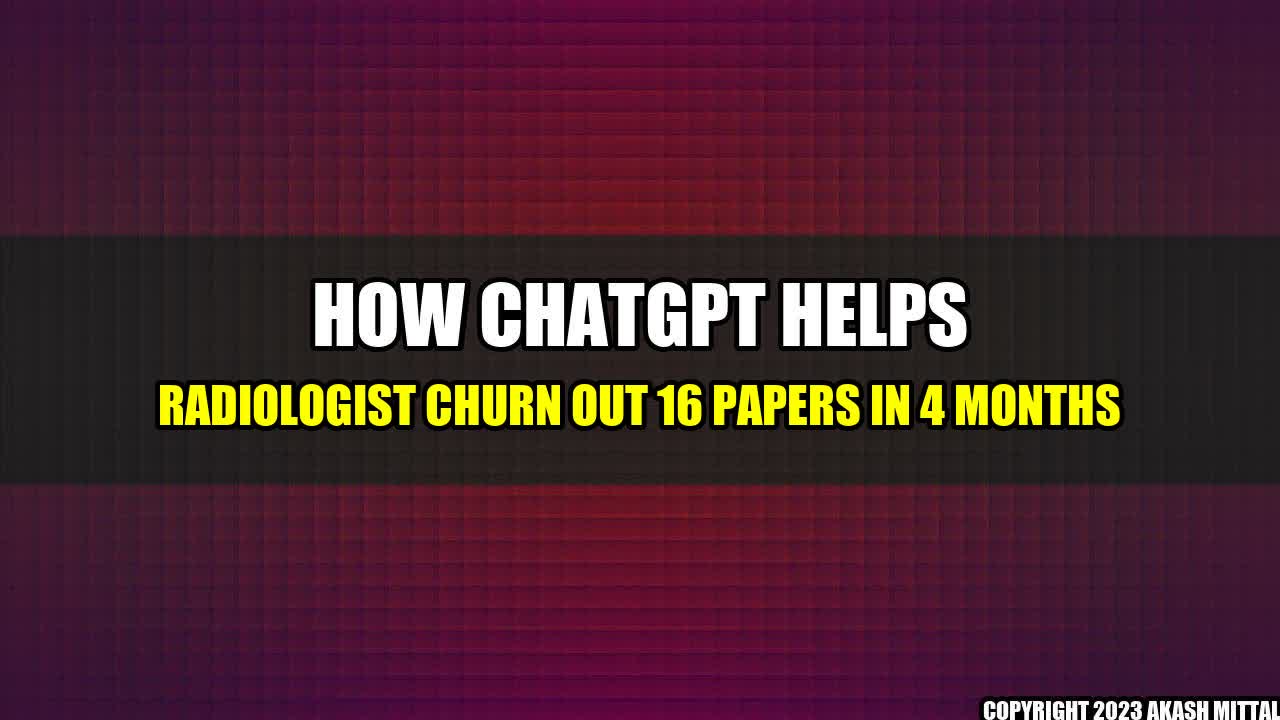 HOW CHATGPT HELPS
RADIOLOGIST CHURN OUT 16 PAPERS IN 4 MONTHS
COPYRIGHT 2023 AKASH MITTAL